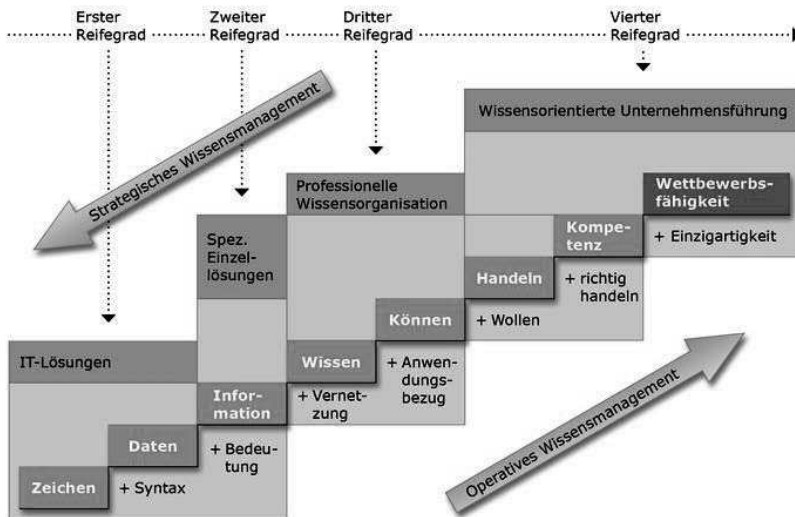 Erster
Reifegrad
Zweiter
Reifegrad
Dritter
Reifegrad
Vierter
Reifegrad
Strategisches Wissensmanagement
Wissensorientierte Unternehmensführung
Professionelle
Wissensorganisation
Wettbewerbs-
fähigkeit
Spez.
Einzel-
lösungen
Kompe-
tenz
+ Einzigartigkeit
Handeln
+ richtig
handeln
Können
+ Wollen
IT-Lösungen
Wissen
+ Anwen-
dungs-
bezug
Infor-
mation
+ Vernet-
zung
Daten
+ Bedeu-
tung
Zeichen
+ Syntax
Operatives Wissensmanagement